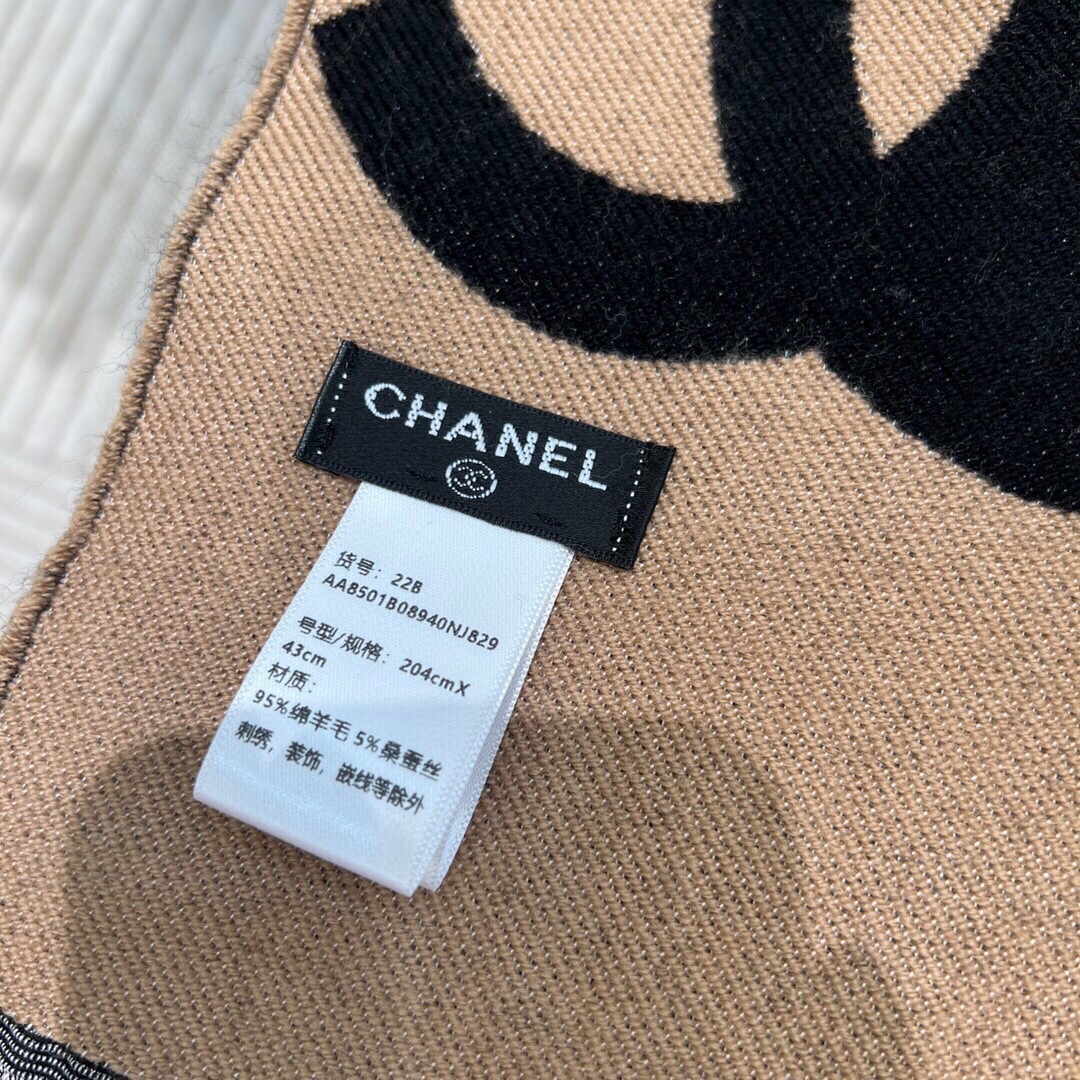 CHANEL
货号：22B
AA8501B08940NJ829
号型/规格：204cmX
43cm
材质：
95%绵羊毛 5%桑蚕丝
刺绣，装饰，嵌线等除外